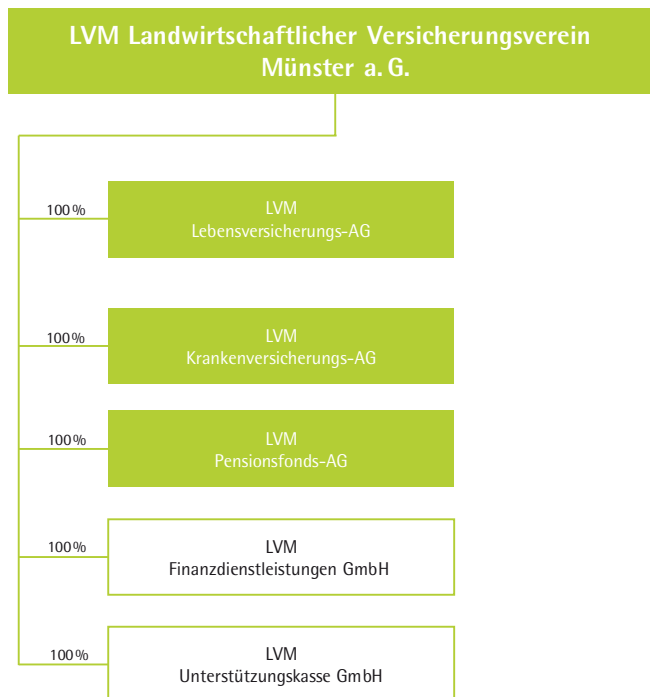 LVM Landwirtschaftlicher Versicherungsverein
Münster a. G.
100%
LVM
Lebensversicherungs-AG
100%
LVM
Krankenversicherungs-AG
100%
LVM
Pensionsfonds-AG
100%
LVM
Finanzdienstleistungen GmbH
100%
LVM
Unterstützungskasse GmbH